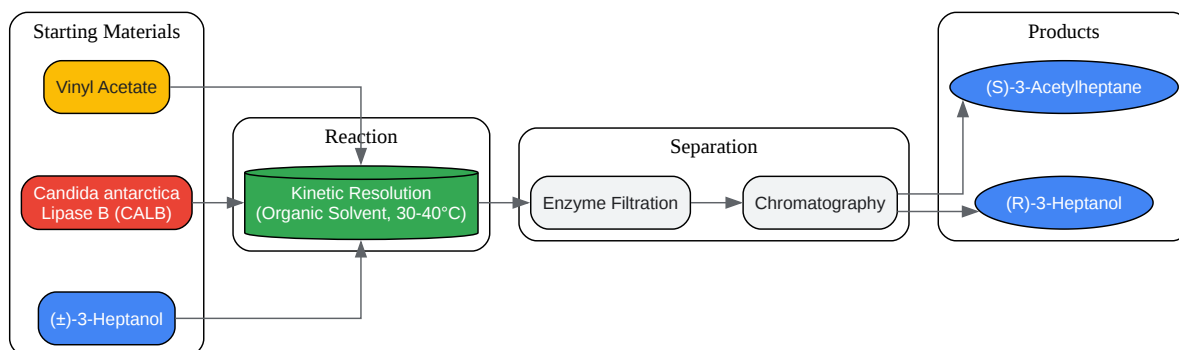 Starting Materials
Vinyl Acetate
Candida antarctica
Lipase B (CALB)
(±)-3-Heptanol
Reaction
Kinetic Resolution
(Organic Solvent, 30-40°C)
Separation
Enzyme Filtration
Chromatography
Products
(S)-3-Acetylheptane
(R)-3-Heptanol